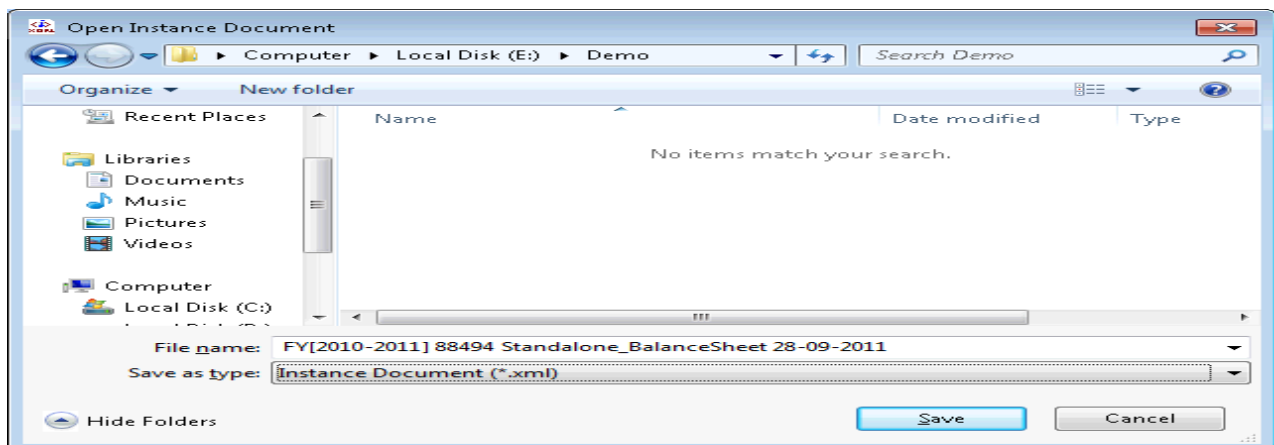 Open Instance Document
Computer ▸ Local Disk (E:) ▸ Demo Search Demo
Organize New folder
Recent Places Name Date modified Type
Libraries No items match your search.
Documents
Music
Pictures
Videos
Computer
Local Disk (C:)
File name: FY[2010-2011] 88494 Standalone_BalanceSheet 28-09-2011
Save as type: Instance Document (*.xml)
Hide Folders Save Cancel